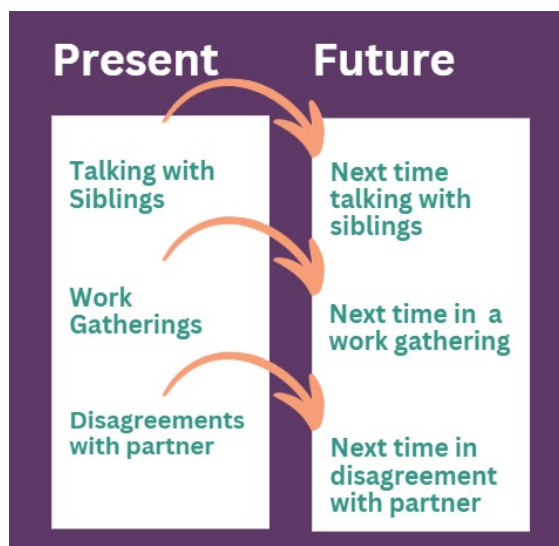 Present
Talking with
Siblings
Work
Gatherings
Disagreements
with partner
Future
Next time
talking with
siblings
Next time in a
work gathering
Next time in
disagreement
with partner